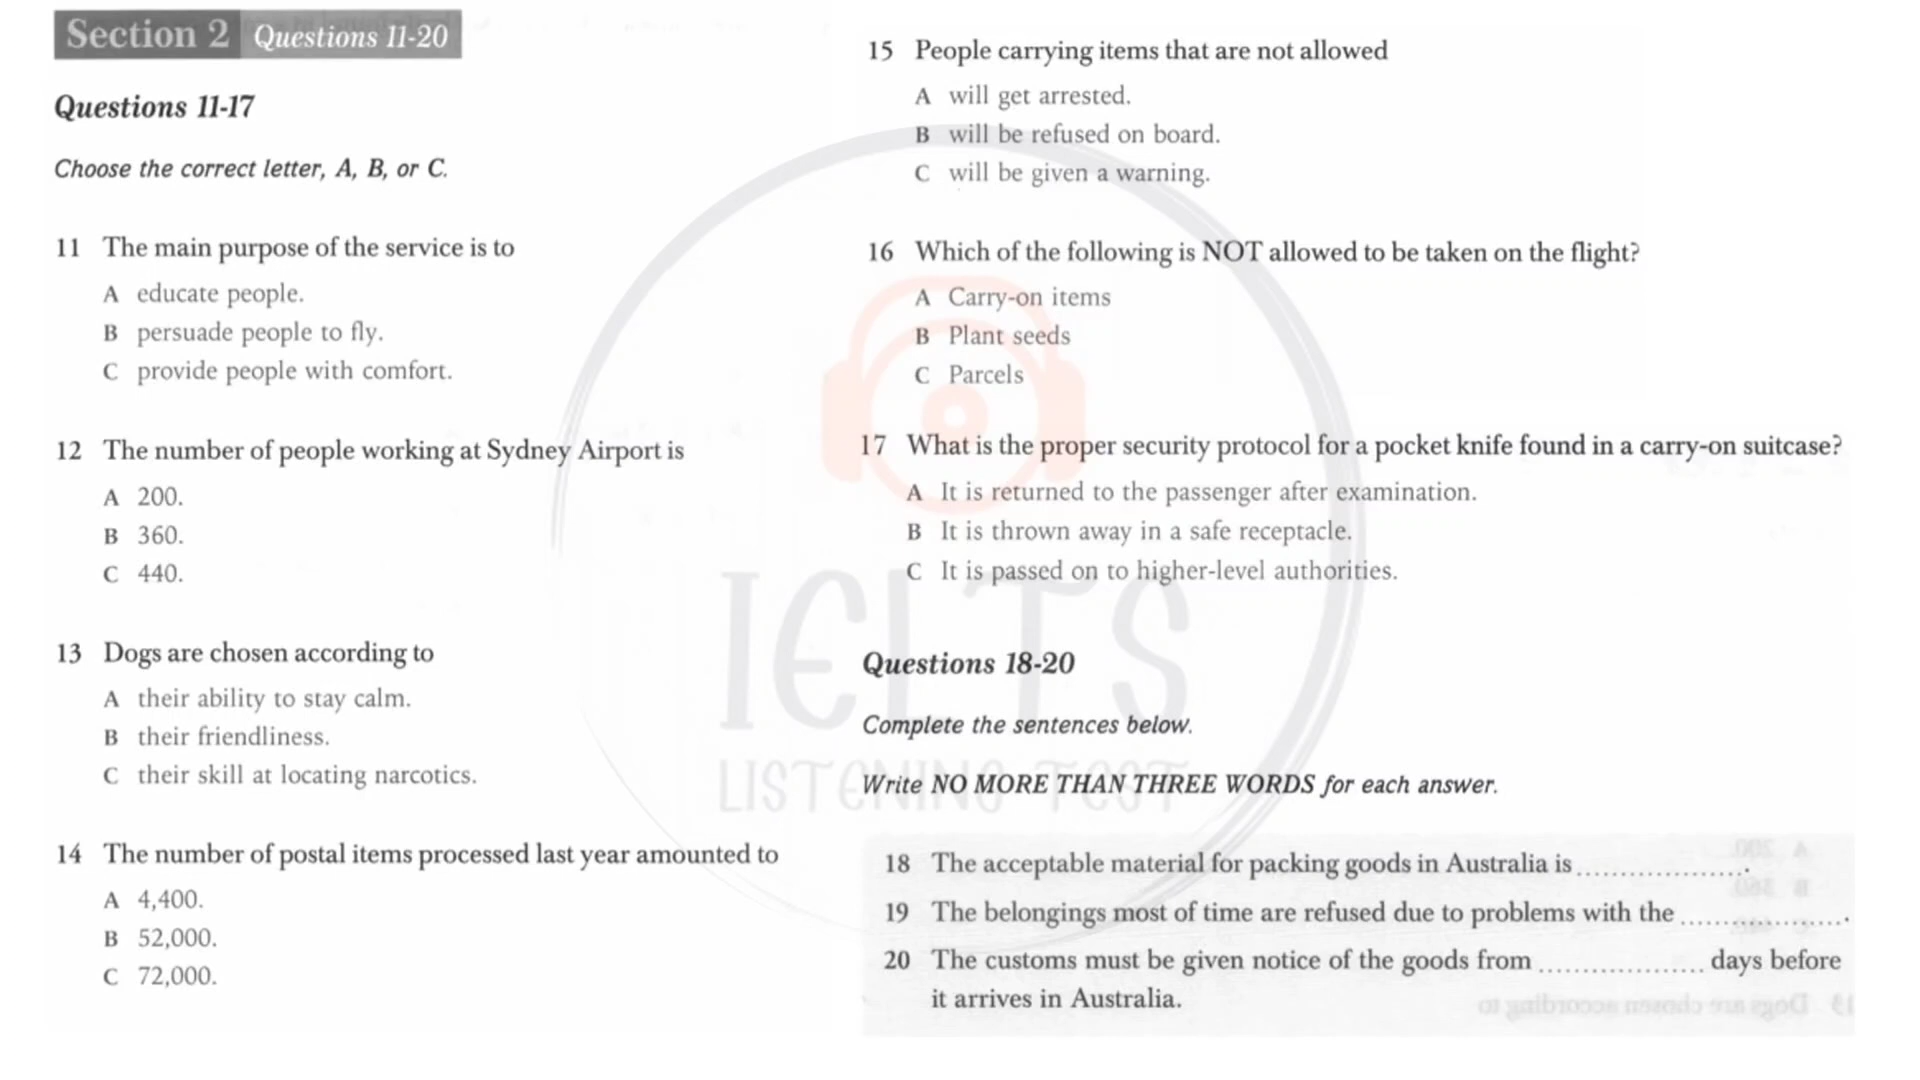 Section 2 Questions 11-20
Questions 11-17
Choose the correct letter, A, B, or C.
11 The main purpose of the service is to
A educate people.
B persuade people to fly.
C provide people with comfort.
12 The number of people working at Sydney Airport is
A 200.
B 360.
C 440.
13 Dogs are chosen according to
A their ability to stay calm.
B their friendliness.
C their skill at locating narcotics.
14 The number of postal items processed last year amounted to
A 4,400.
B 52,000.
C 72,000.
15 People carrying items that are not allowed
A will get arrested.
B will be refused on board.
C will be given a warning.
16 Which of the following is NOT allowed to be taken on the flight?
A Carry-on items
B Plant seeds
C Parcels
17 What is the proper security protocol for a pocket knife found in a carry-on suitcase?
A It is returned to the passenger after examination.
B It is thrown away in a safe receptacle.
C It is passed on to higher-level authorities.
Questions 18-20
Complete the sentences below.
Write NO MORE THAN THREE WORDS for each answer.
18 The acceptable material for packing goods in Australia is ..................
19 The belongings most of time are refused due to problems with the ..................
20 The customs must be given notice of the goods from .................. days before
it arrives in Australia.
IELTS
LISTENING TEST